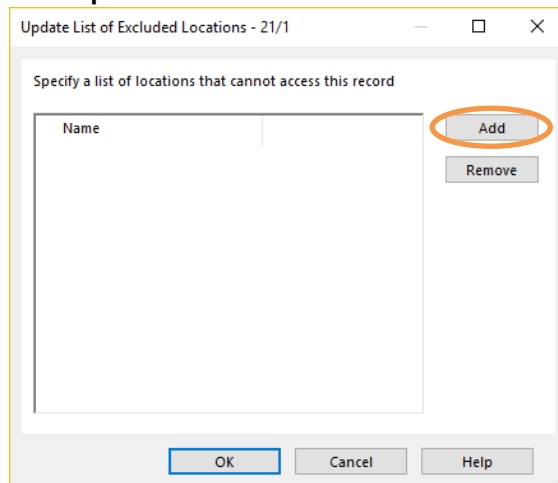 Update List of Excluded Locations - 21/1
Specify a list of locations that cannot access this record
Name
Add
Remove
OK
Cancel
Help